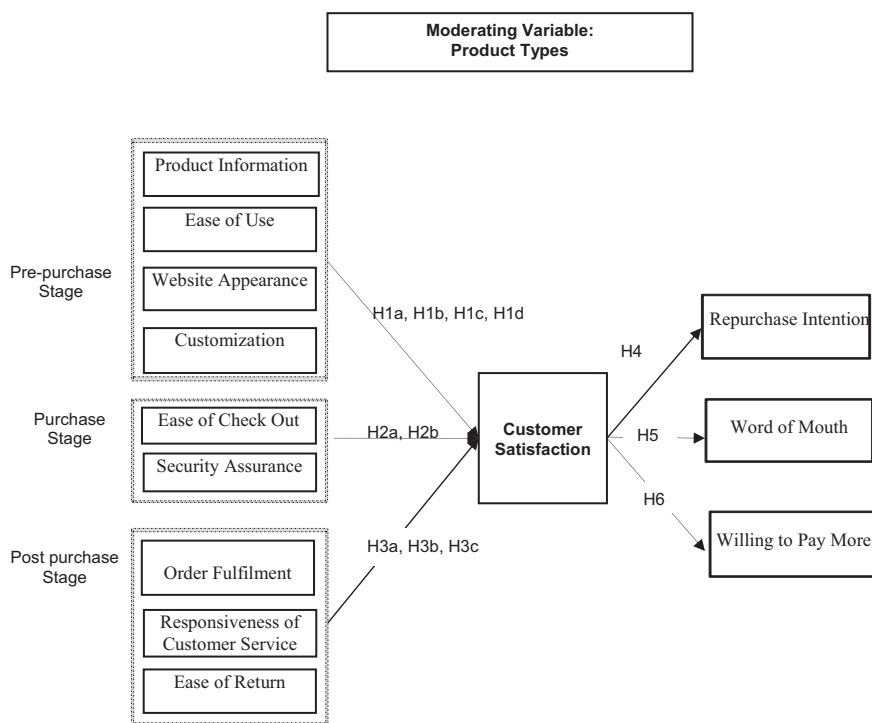 Moderating Variable:
Product Types
Pre-purchase
Stage
Product Information
Ease of Use
Website Appearance
Customization
H1a, H1b, H1c, H1d
Purchase
Stage
Ease of Check Out
Security Assurance
H2a, H2b
Post purchase
Stage
Order Fulfilment
Responsiveness of
Customer Service
Ease of Return
H3a, H3b, H3c
Customer
Satisfaction
H4
Repurchase Intention
H5
Word of Mouth
H6
Willing to Pay More